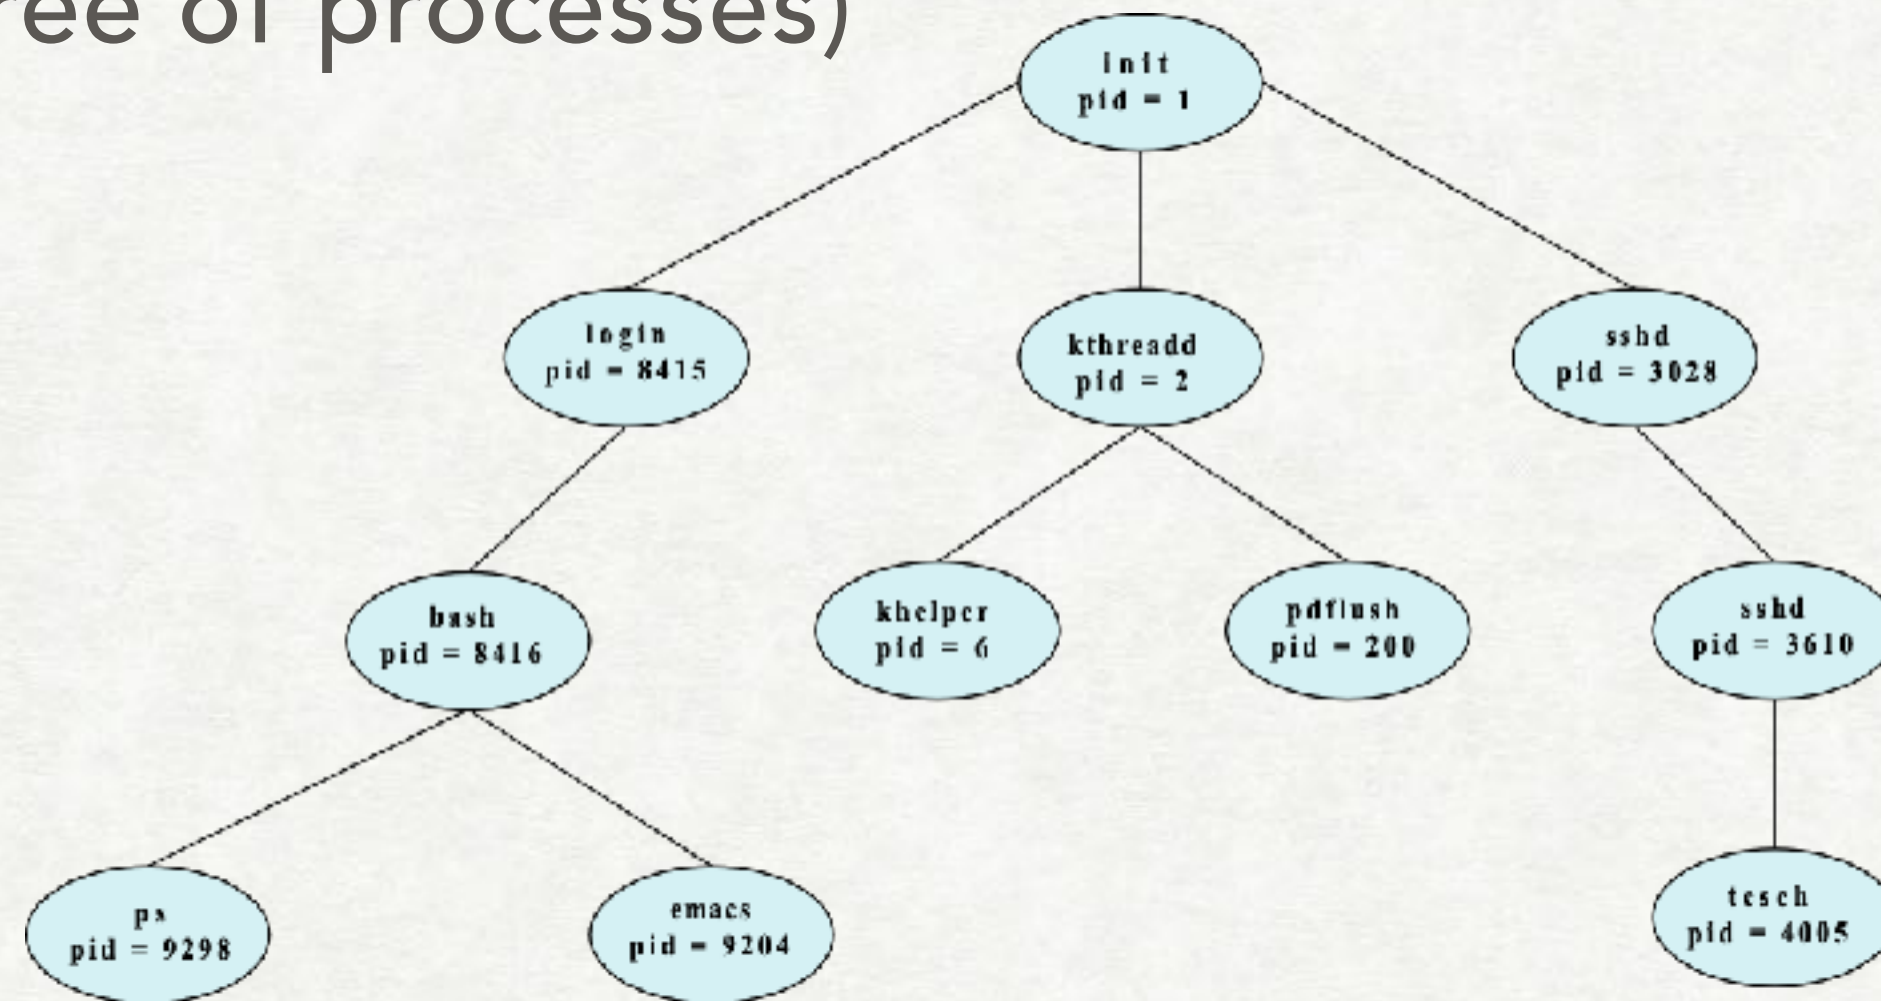 ree of processes)
init
pid = 1
login
pid = 8415
kthreadd
pid = 2
sshd
pid = 3028
bash
pid = 8416
khelper
pid = 6
pdflush
pid = 200
sshd
pid = 3610
ps
pid = 9298
emacs
pid = 9204
tcsch
pid = 4005